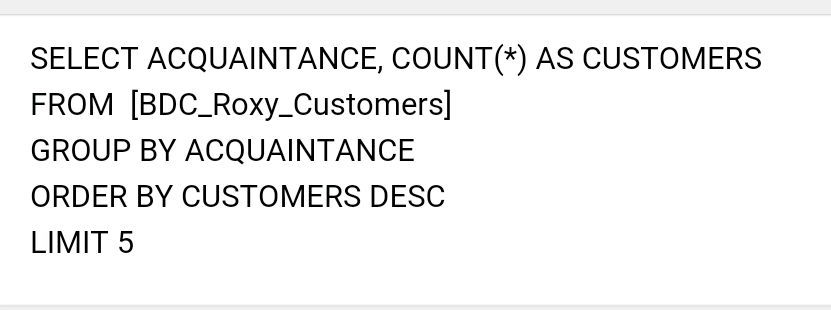 SELECT ACQUAINTANCE, COUNT(*) AS CUSTOMERS
FROM  [BDC_Roxy_Customers]
GROUP BY ACQUAINTANCE
ORDER BY CUSTOMERS DESC
LIMIT 5